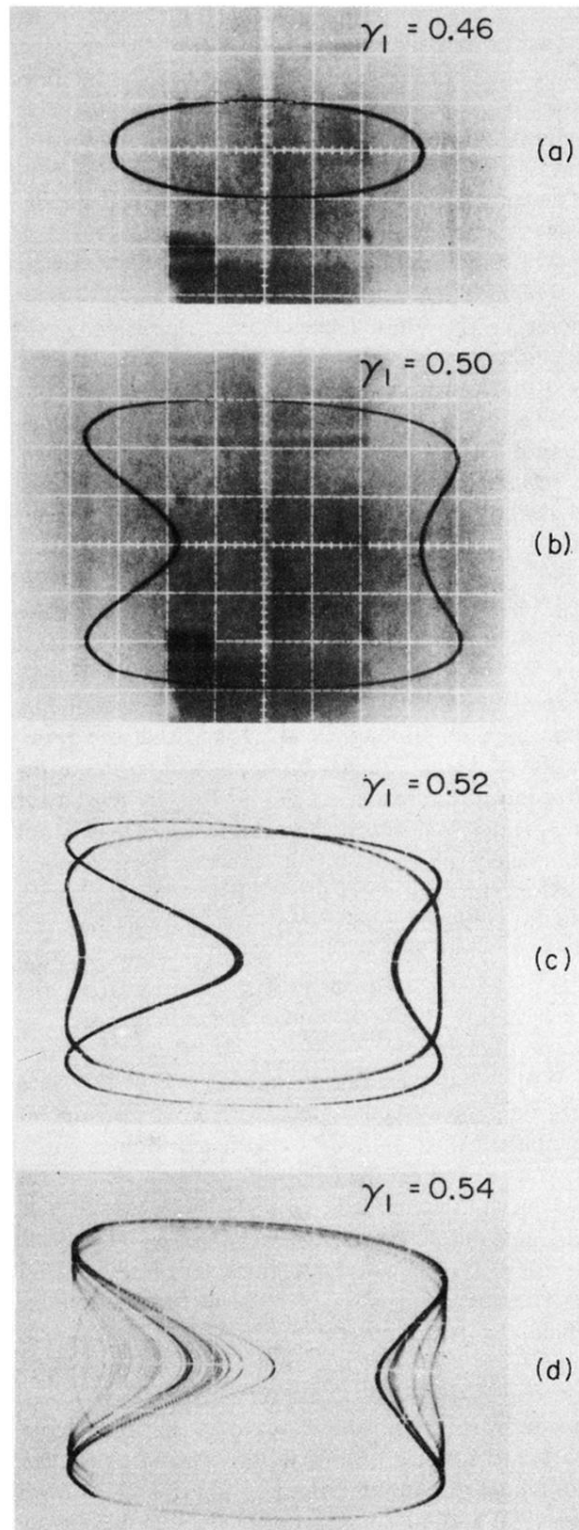 γ₁ = 0.46
(a)
γ₁ = 0.50
(b)
γ₁ = 0.52
(c)
γ₁ = 0.54
(d)